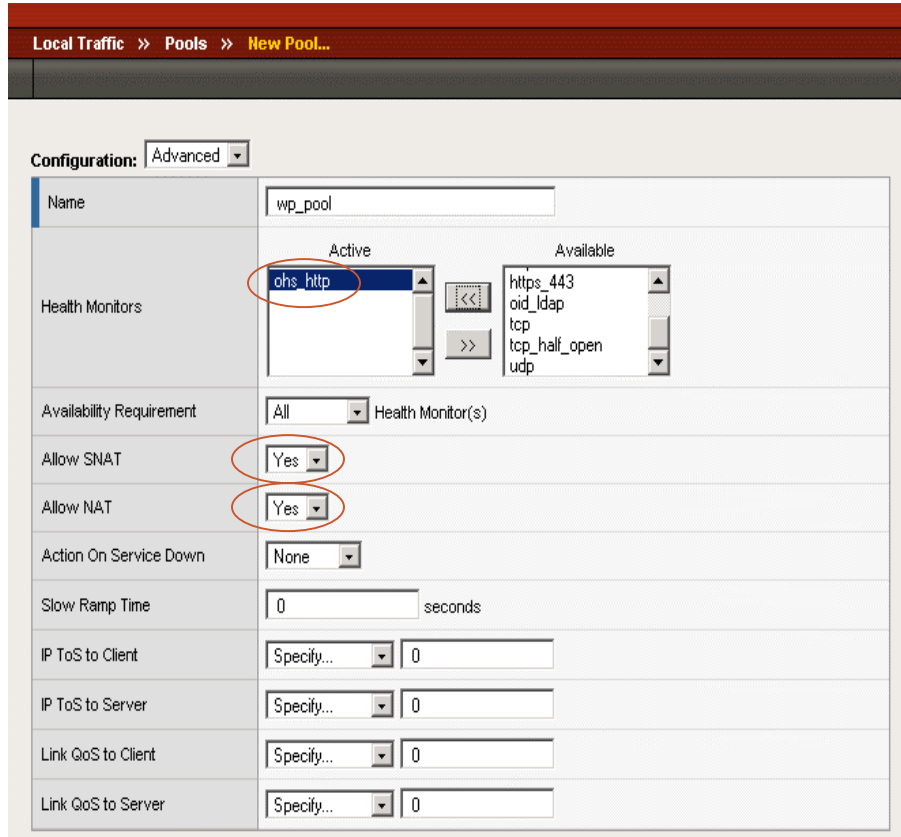 Local Traffic » Pools » New Pool...
Configuration: Advanced
Name wp_pool
Active Available
Health Monitors
ohs_http
<<
>>
https_443
oid_ldap
tcp
tcp_half_open
udp
Availability Requirement All Health Monitor(s)
Allow SNAT Yes
Allow NAT Yes
Action On Service Down None
Slow Ramp Time 0 seconds
IP ToS to Client Specify... 0
IP ToS to Server Specify... 0
Link QoS to Client Specify... 0
Link QoS to Server Specify... 0